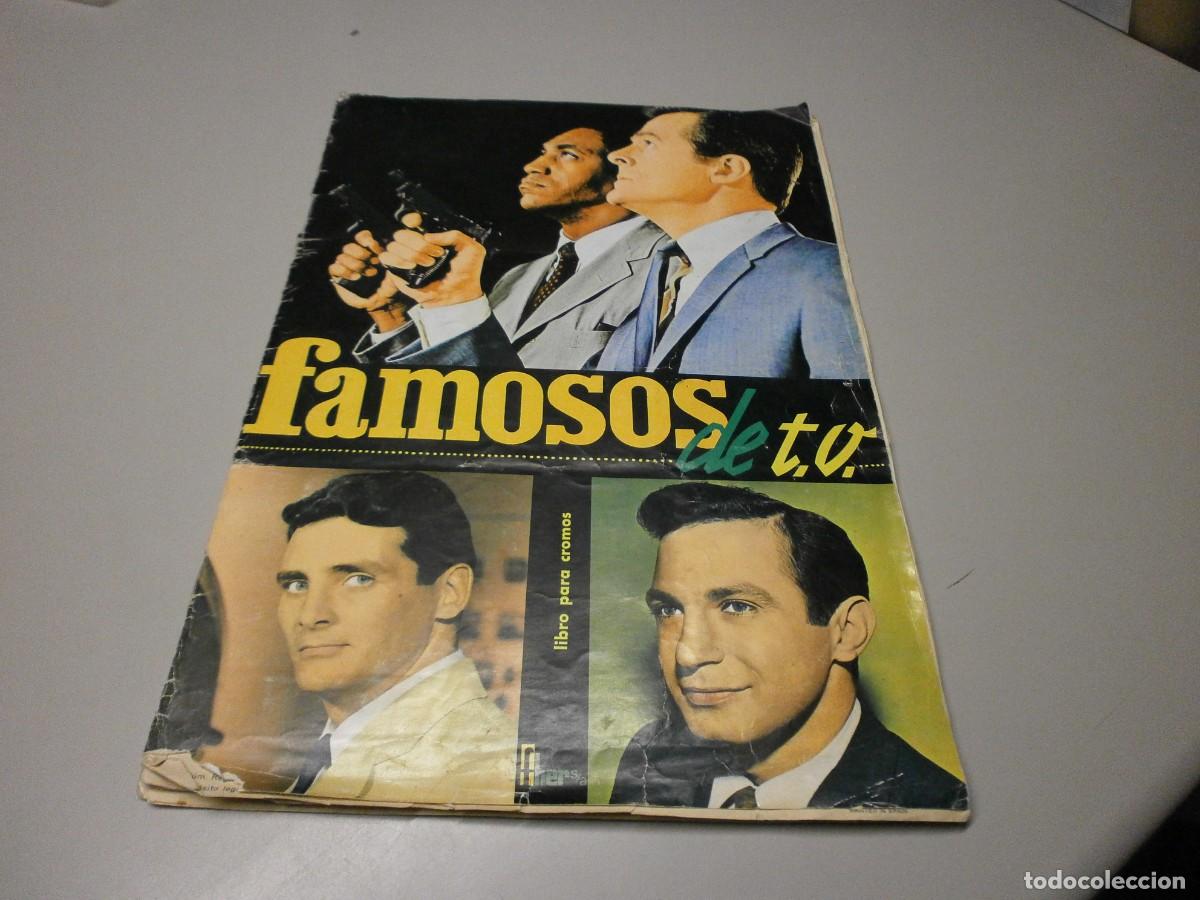 famosos
de t.v.
libro para cromos
fher s/a
todocoleccion